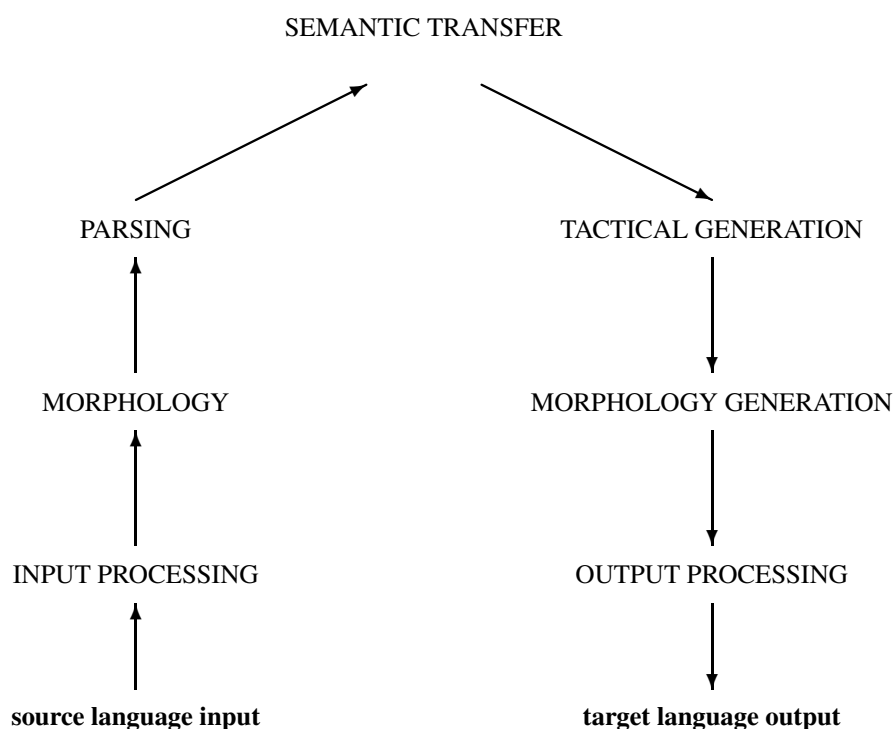 SEMANTIC TRANSFER
PARSING
TACTICAL GENERATION
MORPHOLOGY
MORPHOLOGY GENERATION
INPUT PROCESSING
OUTPUT PROCESSING
source language input
target language output